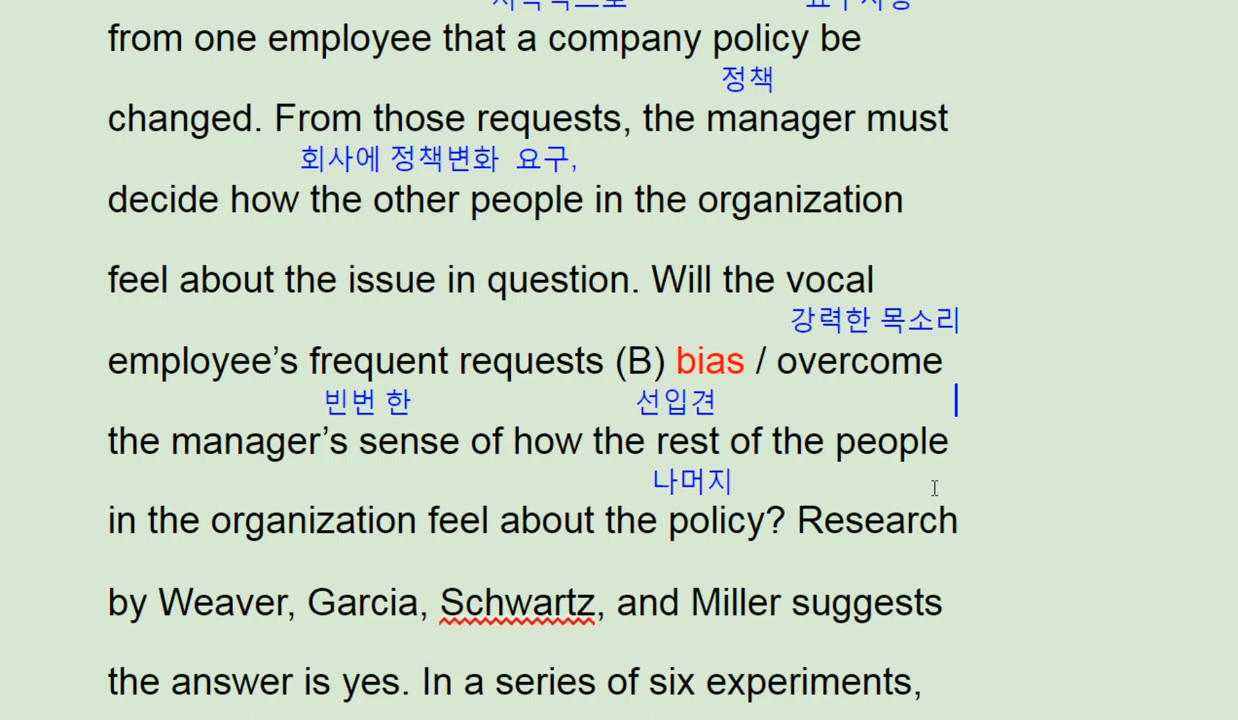 from one employee that a company policy be
정책
changed. From those requests, the manager must
회사에 정책변화 요구,
decide how the other people in the organization
feel about the issue in question. Will the vocal
강력한 목소리
employee’s frequent requests (B) bias / overcome
빈번 한 선입견
the manager’s sense of how the rest of the people
나머지
in the organization feel about the policy? Research
by Weaver, Garcia, Schwartz, and Miller suggests
the answer is yes. In a series of six experiments,